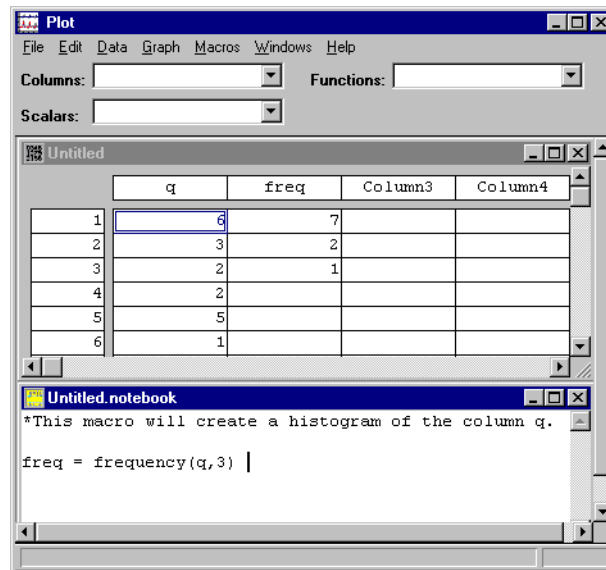 Plot
File Edit Data Graph Macros Windows Help
Columns: Functions:
Scalars:
Untitled
q freq Column3 Column4
1 6 7
2 3 2
3 2 1
4 2
5 5
6 1
Untitled.notebook
*This macro will create a histogram of the column q.
freq = frequency(q,3)